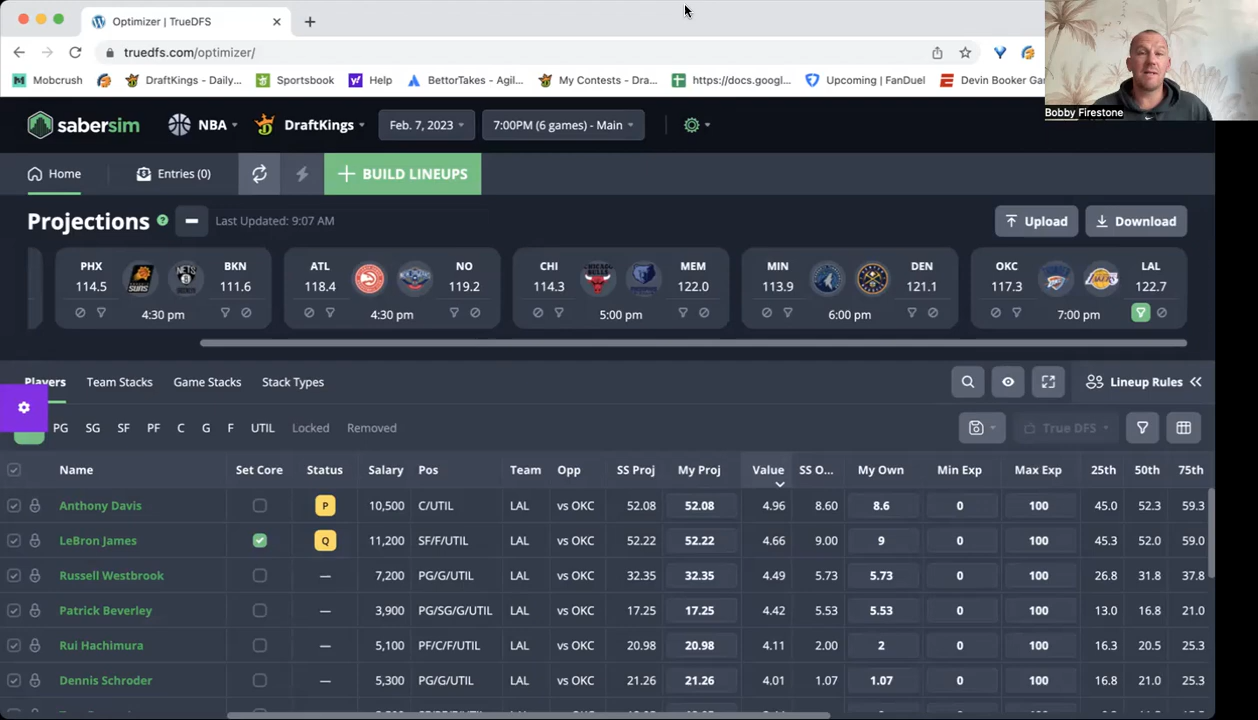 Optimizer | TrueDFS
truedfs.com/optimizer/
Mobcrush DraftKings - Daily... Sportsbook Help BettorTakes - Agil... My Contests - Dra... https://docs.googl... Upcoming | FanDuel Devin Booker Ga
Bobby Firestone
sabersim NBA DraftKings Feb. 7, 2023 7:00PM (6 games) - Main
Home Entries (0) + BUILD LINEUPS
Projections ? Last Updated: 9:07 AM Upload Download
PHX BKN ATL NO CHI MEM MIN DEN OKC LAL
114.5 111.6 118.4 119.2 114.3 122.0 113.9 121.1 117.3 122.7
4:30 pm 4:30 pm 5:00 pm 6:00 pm 7:00 pm
Players Team Stacks Game Stacks Stack Types Lineup Rules
PG SG SF PF C G F UTIL Locked Removed True DFS
Name Set Core Status Salary Pos Team Opp SS Proj My Proj Value SS O... My Own Min Exp Max Exp 25th 50th 75th
Anthony Davis P 10,500 C/UTIL LAL vs OKC 52.08 52.08 4.96 8.60 8.6 0 100 45.0 52.3 59.3
LeBron James Q 11,200 SF/F/UTIL LAL vs OKC 52.22 52.22 4.66 9.00 9 0 100 45.3 52.0 59.0
Russell Westbrook — 7,200 PG/G/UTIL LAL vs OKC 32.35 32.35 4.49 5.73 5.73 0 100 26.8 31.8 37.8
Patrick Beverley — 3,900 PG/SG/G/UTIL LAL vs OKC 17.25 17.25 4.42 5.53 5.53 0 100 13.0 16.8 21.0
Rui Hachimura — 5,100 PF/C/F/UTIL LAL vs OKC 20.98 20.98 4.11 2.00 2 0 100 16.3 20.5 25.3
Dennis Schroder — 5,300 PG/G/UTIL LAL vs OKC 21.26 21.26 4.01 1.07 1.07 0 100 16.8 21.0 25.3